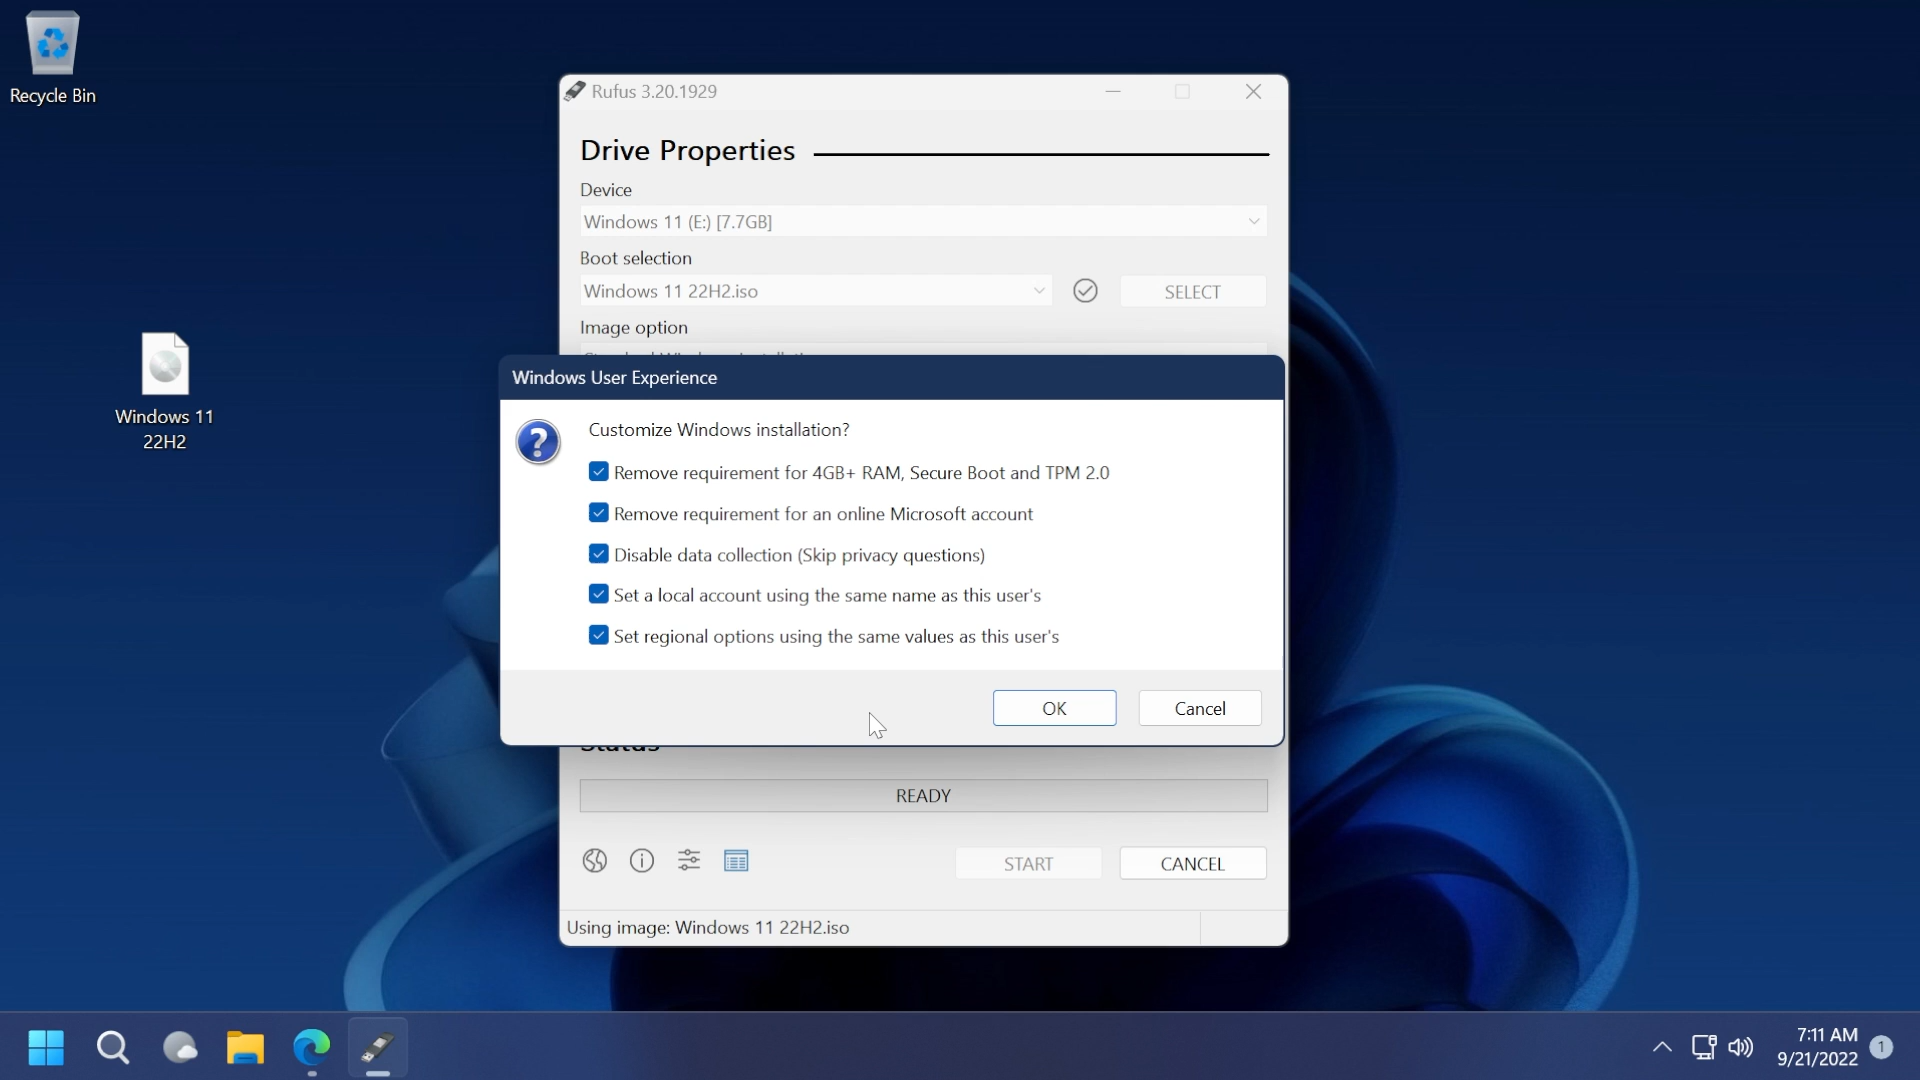 Recycle Bin
Windows 11
22H2
Rufus 3.20.1929
Drive Properties
Device
Windows 11 (E:) [7.7GB]
Boot selection
Windows 11 22H2.iso
SELECT
Image option
Windows User Experience
Customize Windows installation?
Remove requirement for 4GB+ RAM, Secure Boot and TPM 2.0
Remove requirement for an online Microsoft account
Disable data collection (Skip privacy questions)
Set a local account using the same name as this user's
Set regional options using the same values as this user's
OK
Cancel
Status
READY
START
CANCEL
Using image: Windows 11 22H2.iso
7:11 AM
9/21/2022
1